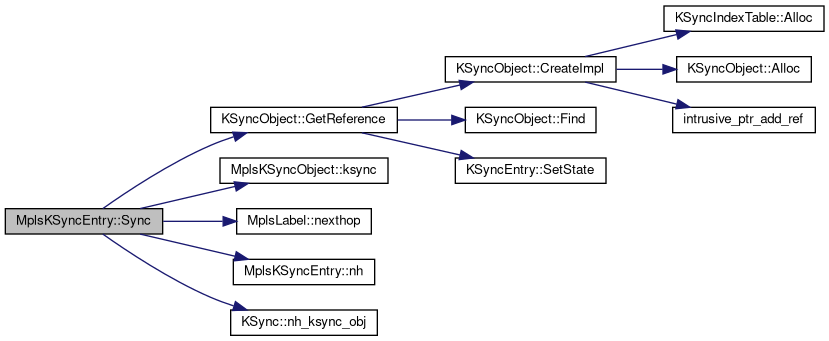 KSyncIndexTable::Alloc
KSyncObject::CreateImpl
KSyncObject::Alloc
KSyncObject::GetReference
KSyncObject::Find
intrusive_ptr_add_ref
MplsKSyncObject::ksync
KSyncEntry::SetState
MplsKSyncEntry::Sync
MplsLabel::nexthop
MplsKSyncEntry::nh
KSync::nh_ksync_obj